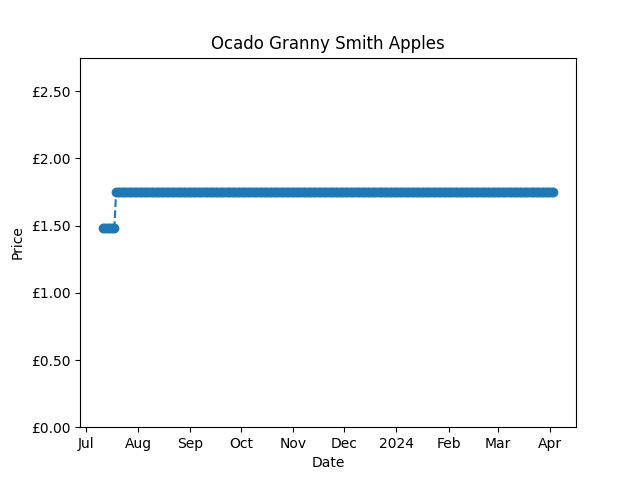 Ocado Granny Smith Apples
£2.50
£2.00
£1.50
£1.00
£0.50
£0.00
Price
Jul Aug Sep Oct Nov Dec 2024 Feb Mar Apr
Date